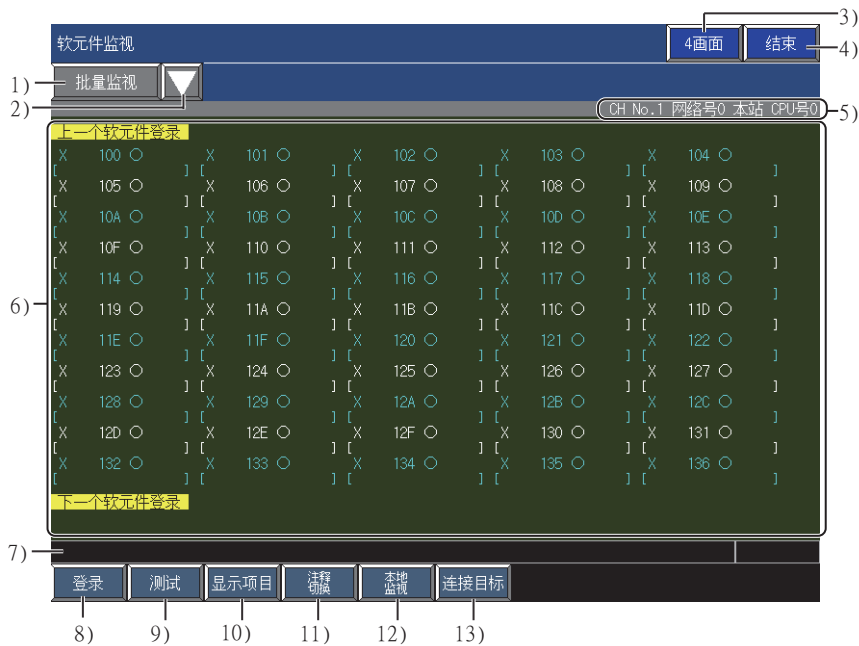 3)
软元件监视 4画面 结束 4)
1) 批量监视
2) CH No.1 网络号0 本站 CPU号0 5)
上一个软元件登录
X 100 ○ X 101 ○ X 102 ○ X 103 ○ X 104 ○
[ ] [ ] [ ] [ ] [ ]
X 105 ○ X 106 ○ X 107 ○ X 108 ○ X 109 ○
[ ] [ ] [ ] [ ] [ ]
X 10A ○ X 10B ○ X 10C ○ X 10D ○ X 10E ○
[ ] [ ] [ ] [ ] [ ]
X 10F ○ X 110 ○ X 111 ○ X 112 ○ X 113 ○
[ ] [ ] [ ] [ ] [ ]
X 114 ○ X 115 ○ X 116 ○ X 117 ○ X 118 ○
[ ] [ ] [ ] [ ] [ ]
6) X 119 ○ X 11A ○ X 11B ○ X 11C ○ X 11D ○
[ ] [ ] [ ] [ ] [ ]
X 11E ○ X 11F ○ X 120 ○ X 121 ○ X 122 ○
[ ] [ ] [ ] [ ] [ ]
X 123 ○ X 124 ○ X 125 ○ X 126 ○ X 127 ○
[ ] [ ] [ ] [ ] [ ]
X 128 ○ X 129 ○ X 12A ○ X 12B ○ X 12C ○
[ ] [ ] [ ] [ ] [ ]
X 12D ○ X 12E ○ X 12F ○ X 130 ○ X 131 ○
[ ] [ ] [ ] [ ] [ ]
X 132 ○ X 133 ○ X 134 ○ X 135 ○ X 136 ○
[ ] [ ] [ ] [ ] [ ]
下一个软元件登录
7)
登录 测试 显示项目 注释切换 本地监视 连接目标
8) 9) 10) 11) 12) 13)